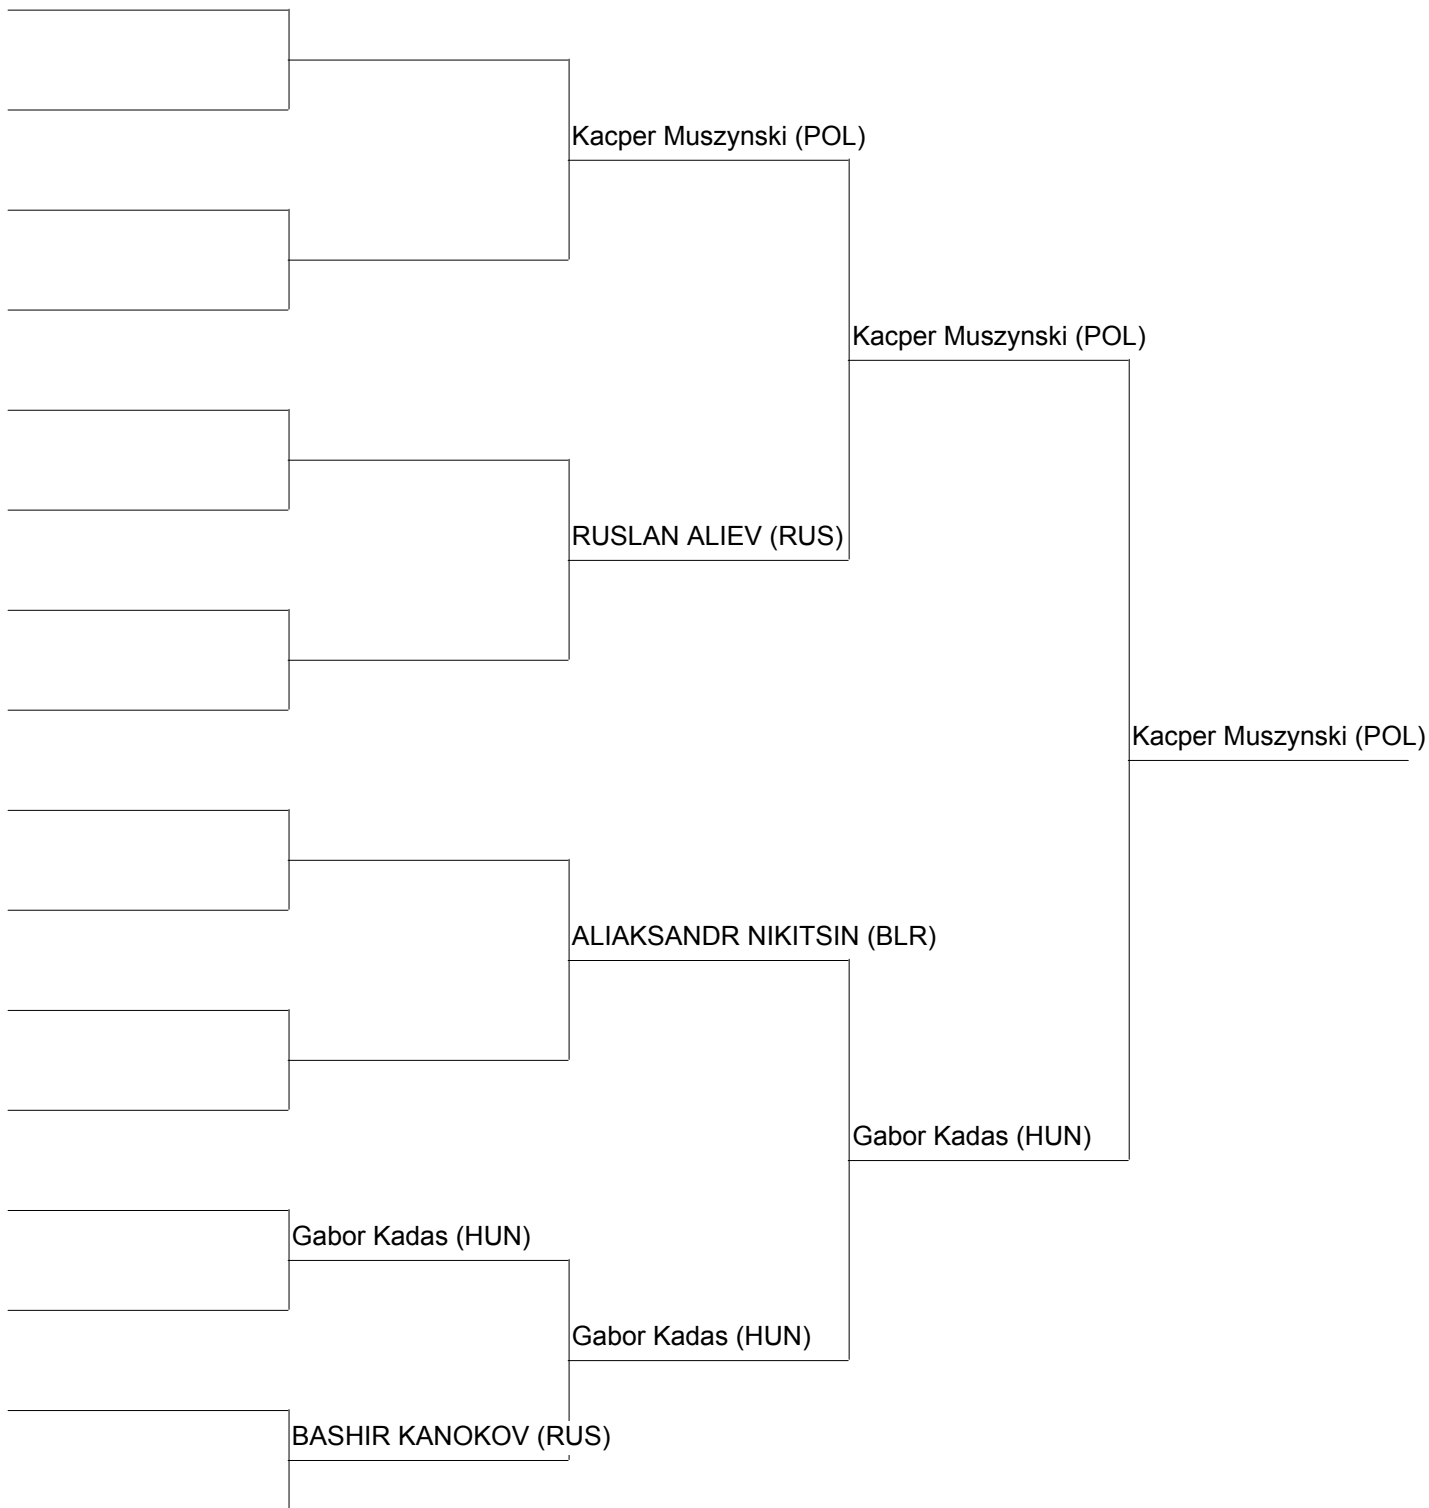 Kacper Muszynski (POL)
Kacper Muszynski (POL)
RUSLAN ALIEV (RUS)
Kacper Muszynski (POL)
ALIAKSANDR NIKITSIN (BLR)
Gabor Kadas (HUN)
Gabor Kadas (HUN)
Gabor Kadas (HUN)
BASHIR KANOKOV (RUS)